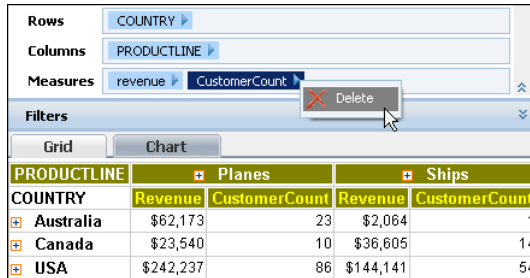 Rows COUNTRY
Columns PRODUCTLINE
Measures revenue CustomerCount
Delete
Filters
Grid Chart
PRODUCTLINE Planes Ships
COUNTRY Revenue CustomerCount Revenue CustomerCount
Australia $62,173 23 $2,064
Canada $23,540 10 $36,605 14
USA $242,237 86 $144,141